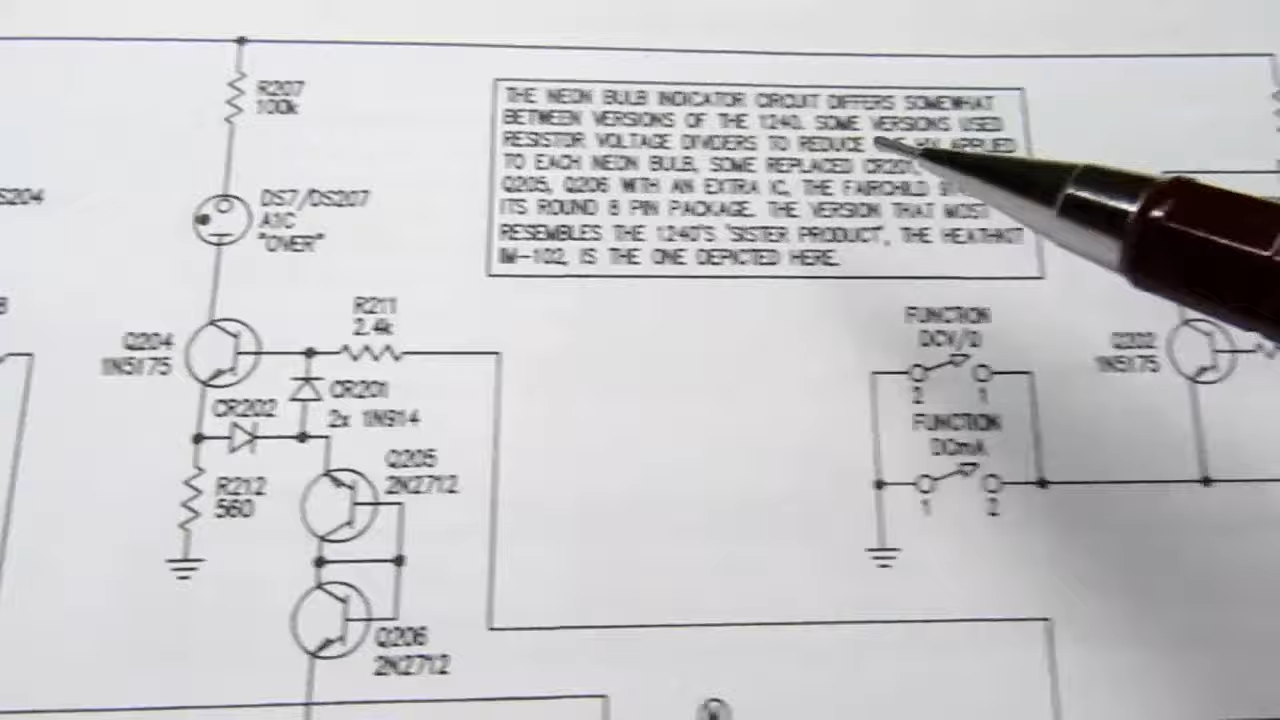 R207
100k
THE NEON BULB INDICATOR CIRCUIT DIFFERS SOMEWHAT
BETWEEN VERSIONS OF THE 1240. SOME VERSIONS USED
RESISTOR VOLTAGE DIVIDERS TO REDUCE HV APPLIED
TO EACH NEON BULB, SOME REPLACED CR201,
Q205, Q206 WITH AN EXTRA IC, THE FAIRCHILD
ITS ROUND 8 PIN PACKAGE. THE VERSION THAT MOST
RESEMBLES THE 1240'S 'SISTER PRODUCT', THE HEATHKIT
IM-102, IS THE ONE DEPICTED HERE.
S204
DS7/DS207
A1C
"OVER"
R211
2.4k
Q204
1N5175
CR201
2x 1N914
CR202
Q205
2N2712
R212
560
Q206
2N2712
FUNCTION
DCV/Ω
2 1
FUNCTION
DCmA
1 2
Q202
1N5175